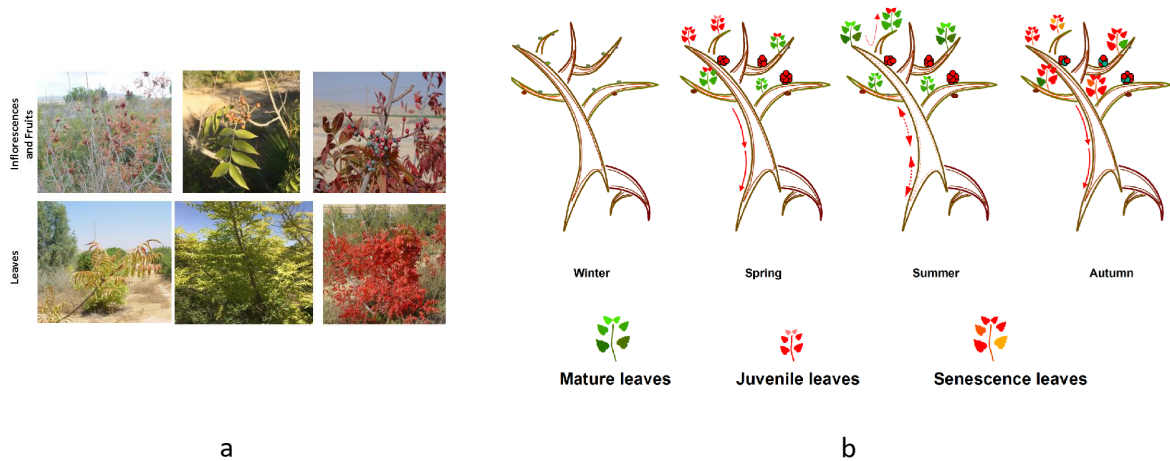 Inflorescences
and Fruits
Leaves
a
Winter
Spring
Summer
Autumn
Mature leaves
Juvenile leaves
Senescence leaves
b